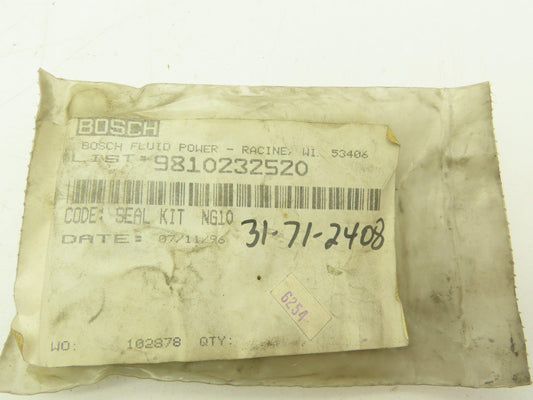 BOSCH
BOSCH FLUID POWER - RACINE, WI. 53406
LIST: 9810232520
CODE: SEAL KIT NG10
31-71-2408
DATE: 07/11/96
6254
WO: 102878 QTY: